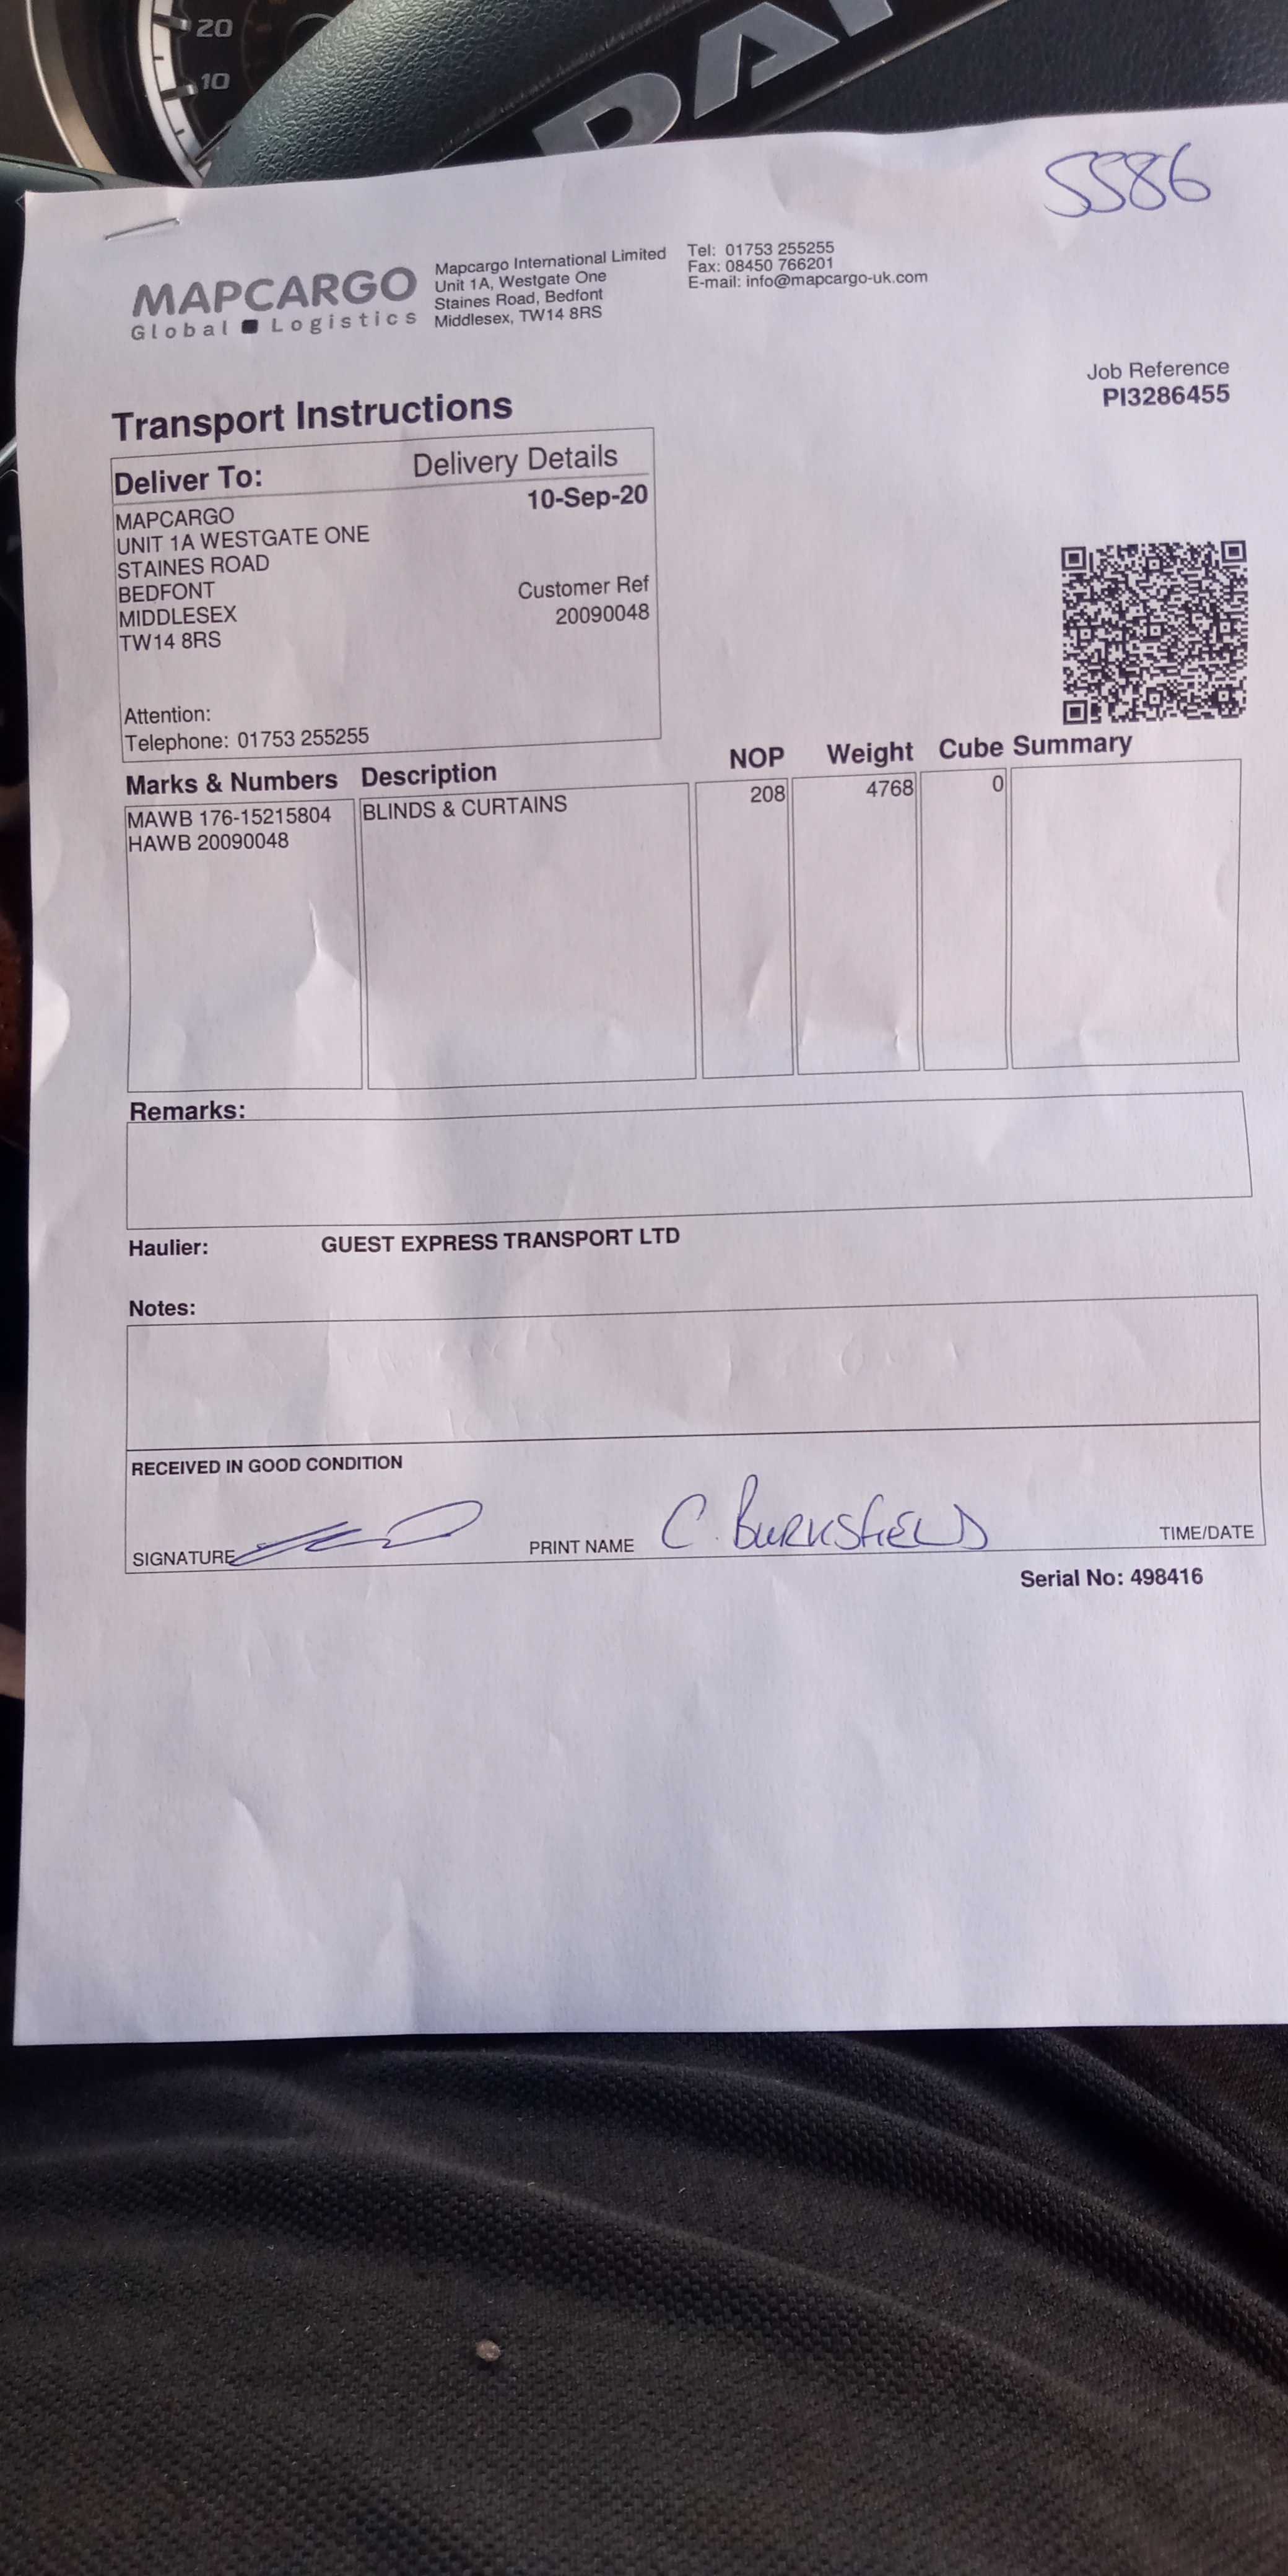 20
10
DAF
5586
MAPCARGO
Global Logistics
Mapcargo International Limited
Unit 1A, Westgate One
Staines Road, Bedfont
Middlesex, TW14 8RS
Tel: 01753 255255
Fax: 08450 766201
E-mail: info@mapcargo-uk.com
Job Reference
PI3286455
Transport Instructions
Deliver To: Delivery Details
10-Sep-20
MAPCARGO
UNIT 1A WESTGATE ONE
STAINES ROAD
BEDFONT
MIDDLESEX
TW14 8RS
Customer Ref
20090048
Attention:
Telephone: 01753 255255
Marks & Numbers Description NOP Weight Cube Summary
MAWB 176-15215804 BLINDS & CURTAINS 208 4768 0
HAWB 20090048
Remarks:
Haulier: GUEST EXPRESS TRANSPORT LTD
Notes:
RECEIVED IN GOOD CONDITION
SIGNATURE PRINT NAME C. BURKSFIELD TIME/DATE
Serial No: 498416